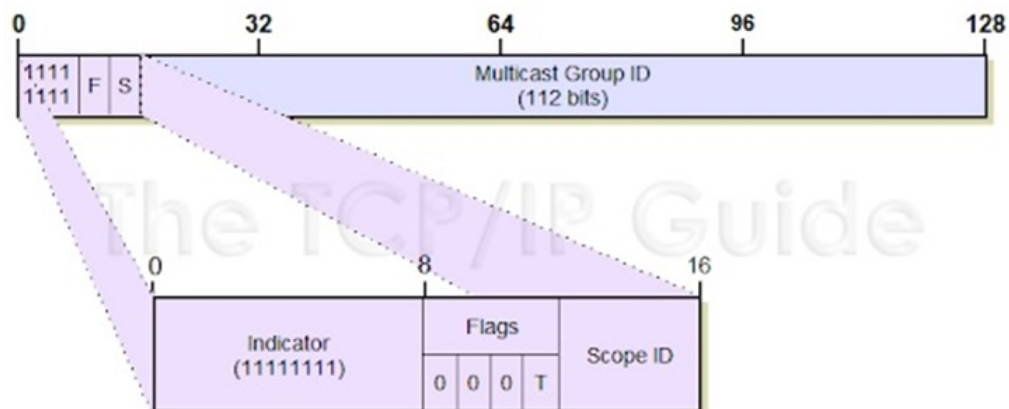 0 32 64 96 128
1111
1111
F S
Multicast Group ID
(112 bits)
The TCP/IP Guide
0 8 16
Indicator
(11111111)
Flags
0 0 0 T
Scope ID